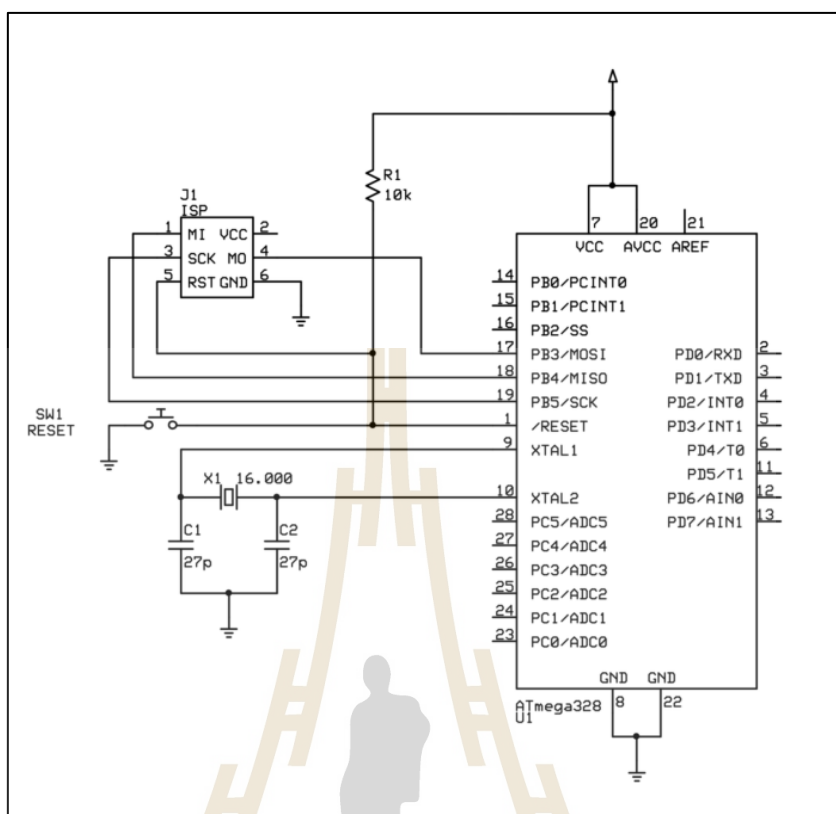 R1
10k
J1
ISP
1 MI VCC 2
3 SCK MO 4
5 RST GND 6
7 20 21
VCC AVCC AREF
14 PB0/PCINT0
15 PB1/PCINT1
16 PB2/SS
17 PB3/MOSI PD0/RXD 2
18 PB4/MISO PD1/TXD 3
19 PB5/SCK PD2/INT0 4
1 /RESET PD3/INT1 5
9 XTAL1 PD4/T0 6
PD5/T1 11
10 XTAL2 PD6/AIN0 12
28 PC5/ADC5 PD7/AIN1 13
27 PC4/ADC4
26 PC3/ADC3
25 PC2/ADC2
24 PC1/ADC1
23 PC0/ADC0
SW1
RESET
X1 16.000
C1 C2
27p 27p
GND GND
8 22
ATmega328
U1